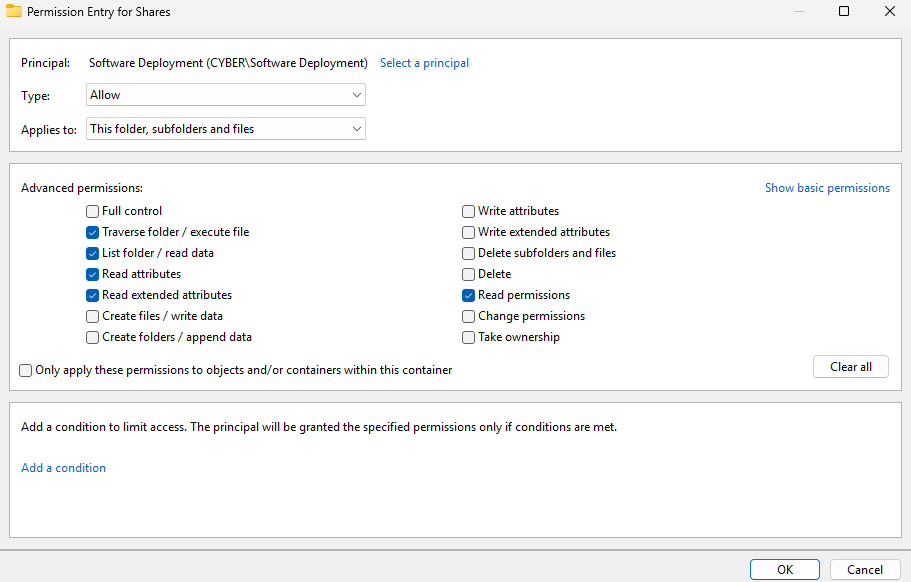 Permission Entry for Shares
Principal: Software Deployment (CYBER\Software Deployment) Select a principal
Type: Allow
Applies to: This folder, subfolders and files
Advanced permissions: Show basic permissions
Full control Write attributes
Traverse folder / execute file Write extended attributes
List folder / read data Delete subfolders and files
Read attributes Delete
Read extended attributes Read permissions
Create files / write data Change permissions
Create folders / append data Take ownership
Only apply these permissions to objects and/or containers within this container Clear all
Add a condition to limit access. The principal will be granted the specified permissions only if conditions are met.
Add a condition
OK Cancel